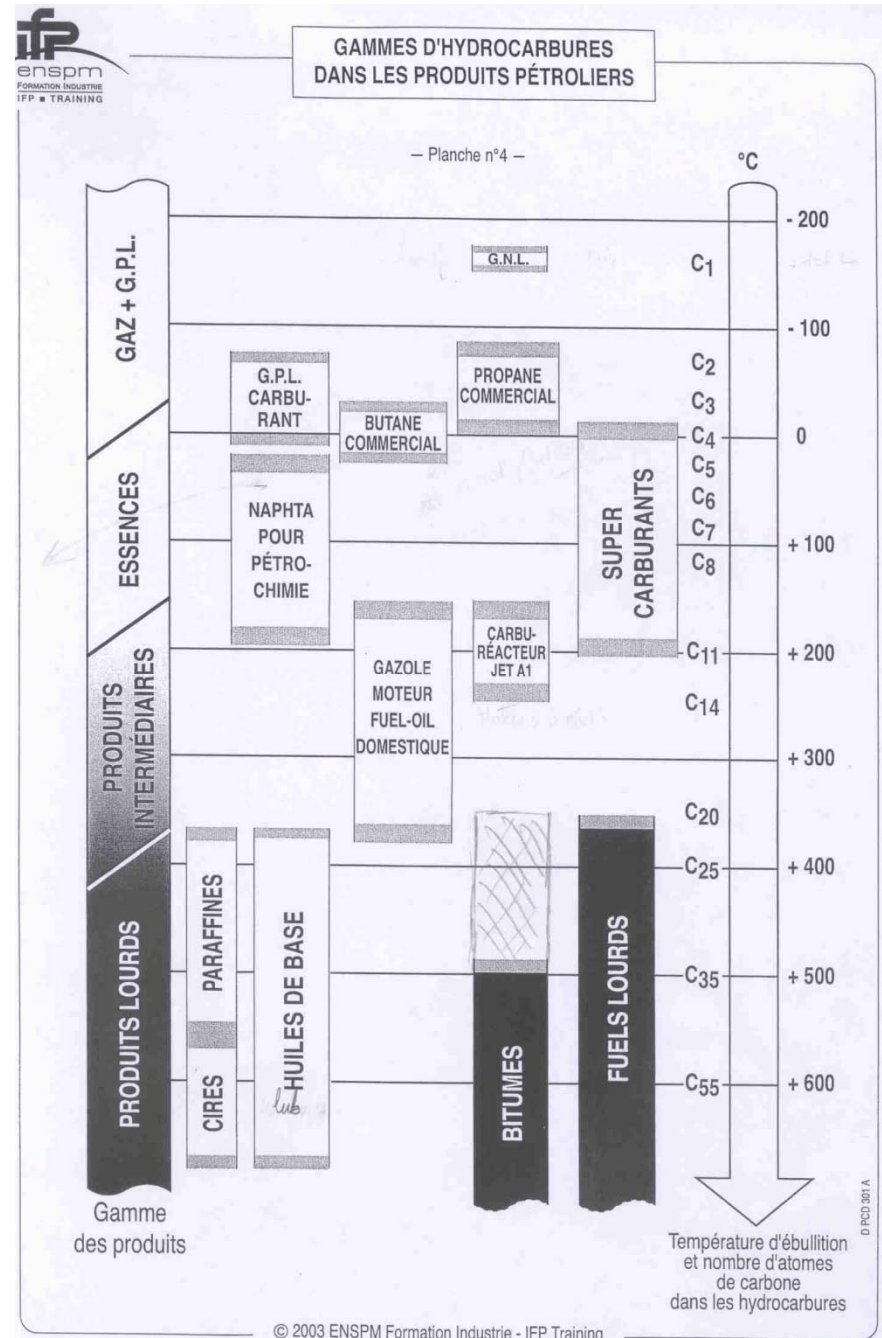 ifp
enspm
FORMATION INDUSTRIE
IFP ■ TRAINING
GAMMES D'HYDROCARBURES
DANS LES PRODUITS PÉTROLIERS
– Planche n°4 –
°C
GAZ + G.P.L.
ESSENCES
PRODUITS
INTERMÉDIAIRES
PRODUITS LOURDS
Gamme
des produits
G.P.L.
CARBU-
RANT
NAPHTA
POUR
PÉTRO-
CHIMIE
PARAFFINES
CIRES
HUILES DE BASE
lub
BUTANE
COMMERCIAL
GAZOLE
MOTEUR
FUEL-OIL
DOMESTIQUE
G.N.L.
PROPANE
COMMERCIAL
CARBU-
RÉACTEUR
JET A1
BITUMES
SUPER
CARBURANTS
FUELS LOURDS
C1
C2
C3
C4
C5
C6
C7
C8
C11
C14
C20
C25
C35
C55
- 200
- 100
0
+ 100
+ 200
+ 300
+ 400
+ 500
+ 600
Température d'ébullition
et nombre d'atomes
de carbone
dans les hydrocarbures
D PCD 301 A
© 2003 ENSPM Formation Industrie - IFP Training